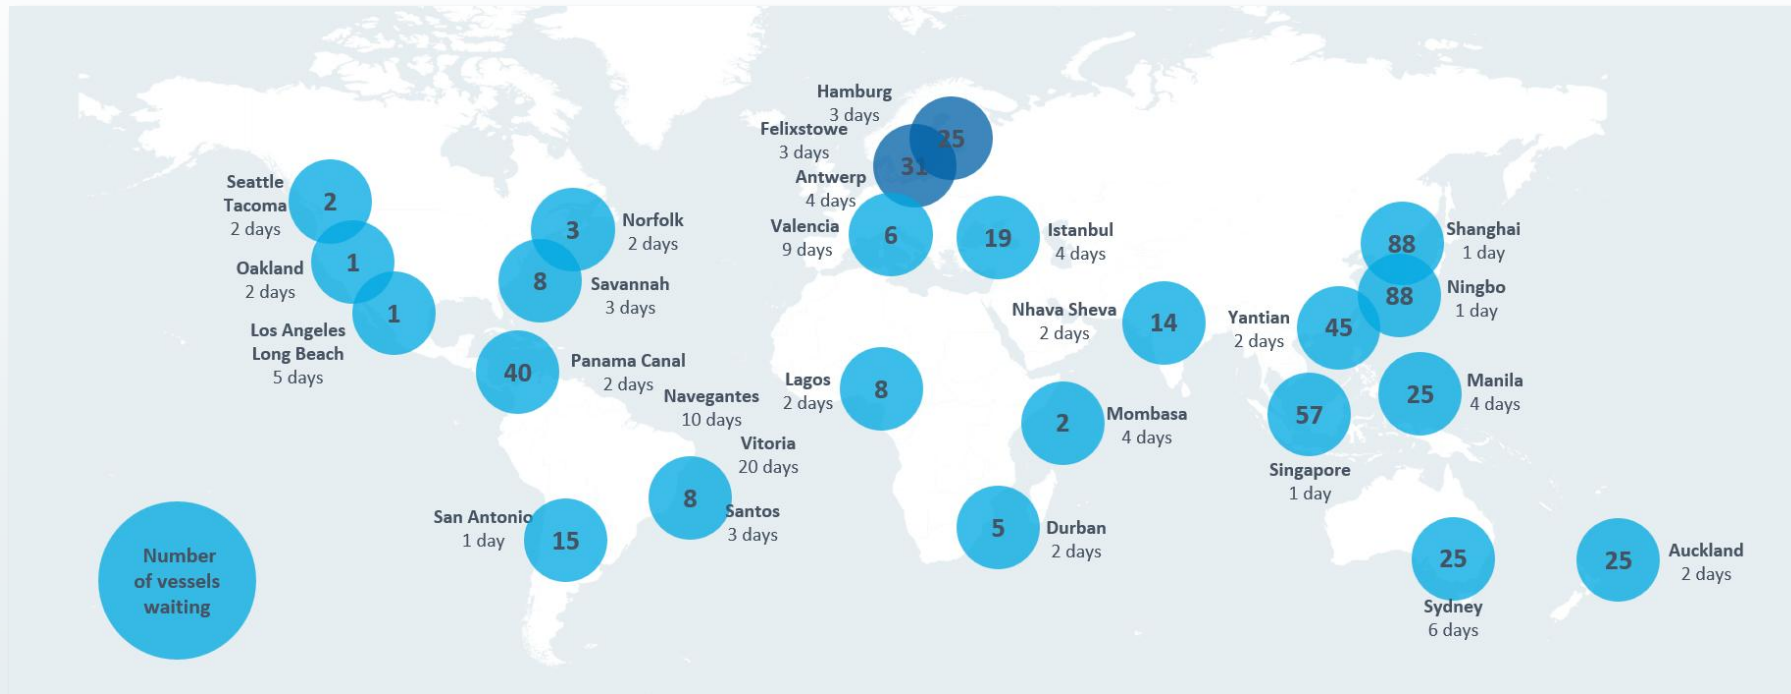 Hamburg
3 days
25
Felixstowe
3 days
31
Antwerp
4 days
Seattle
Tacoma
2 days
2
3
Norfolk
2 days
Valencia
9 days
6
19
Istanbul
4 days
88
Shanghai
1 day
Oakland
2 days
1
8
Savannah
3 days
88
Ningbo
1 day
Los Angeles
Long Beach
5 days
1
Nhava Sheva
2 days
14
Yantian
2 days
45
40
Panama Canal
2 days
Navegantes
10 days
Vitoria
20 days
Lagos
2 days
8
2
Mombasa
4 days
57
Singapore
1 day
25
Manila
4 days
San Antonio
1 day
15
8
Santos
3 days
5
Durban
2 days
25
Sydney
6 days
25
Auckland
2 days
Number
of vessels
waiting